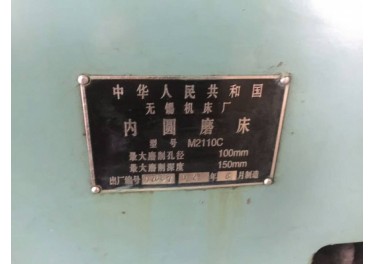 中华人民共和国
无锡机床厂
内圆磨床
型号 M2110C
最大磨削孔径 100mm
最大磨削深度 150mm
出厂编号 年 月制造